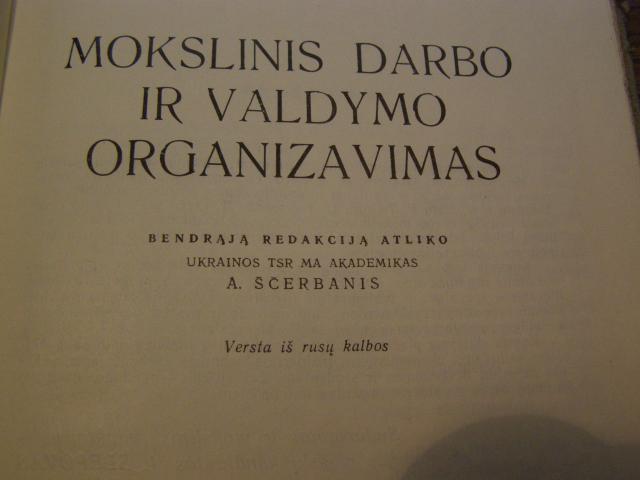 MOKSLINIS DARBO
IR VALDYMO
ORGANIZAVIMAS
BENDRĄJĄ REDAKCIJĄ ATLIKO
UKRAINOS TSR MA AKADEMIKAS
A. ŠČERBANIS
Versta iš rusų kalbos